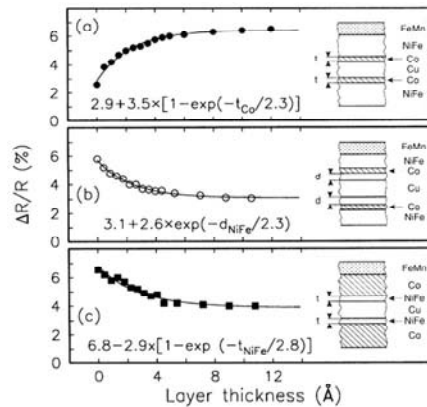 (a)
6
4
2
0
2.9+3.5×[1-exp(-tCo/2.3)]
FeMn
NiFe
Co
Cu
Co
NiFe
t
t
ΔR/R (%)
(b)
6
4
2
0
3.1+2.6×exp(-dNiFe/2.3)
FeMn
NiFe
Co
Cu
Co
NiFe
d
d
(c)
6
4
2
0
6.8-2.9x[1-exp (-tNiFe/2.8)]
FeMn
Co
NiFe
Cu
NiFe
Co
t
t
0 2 4 6 8 10 12
Layer thickness (Å)